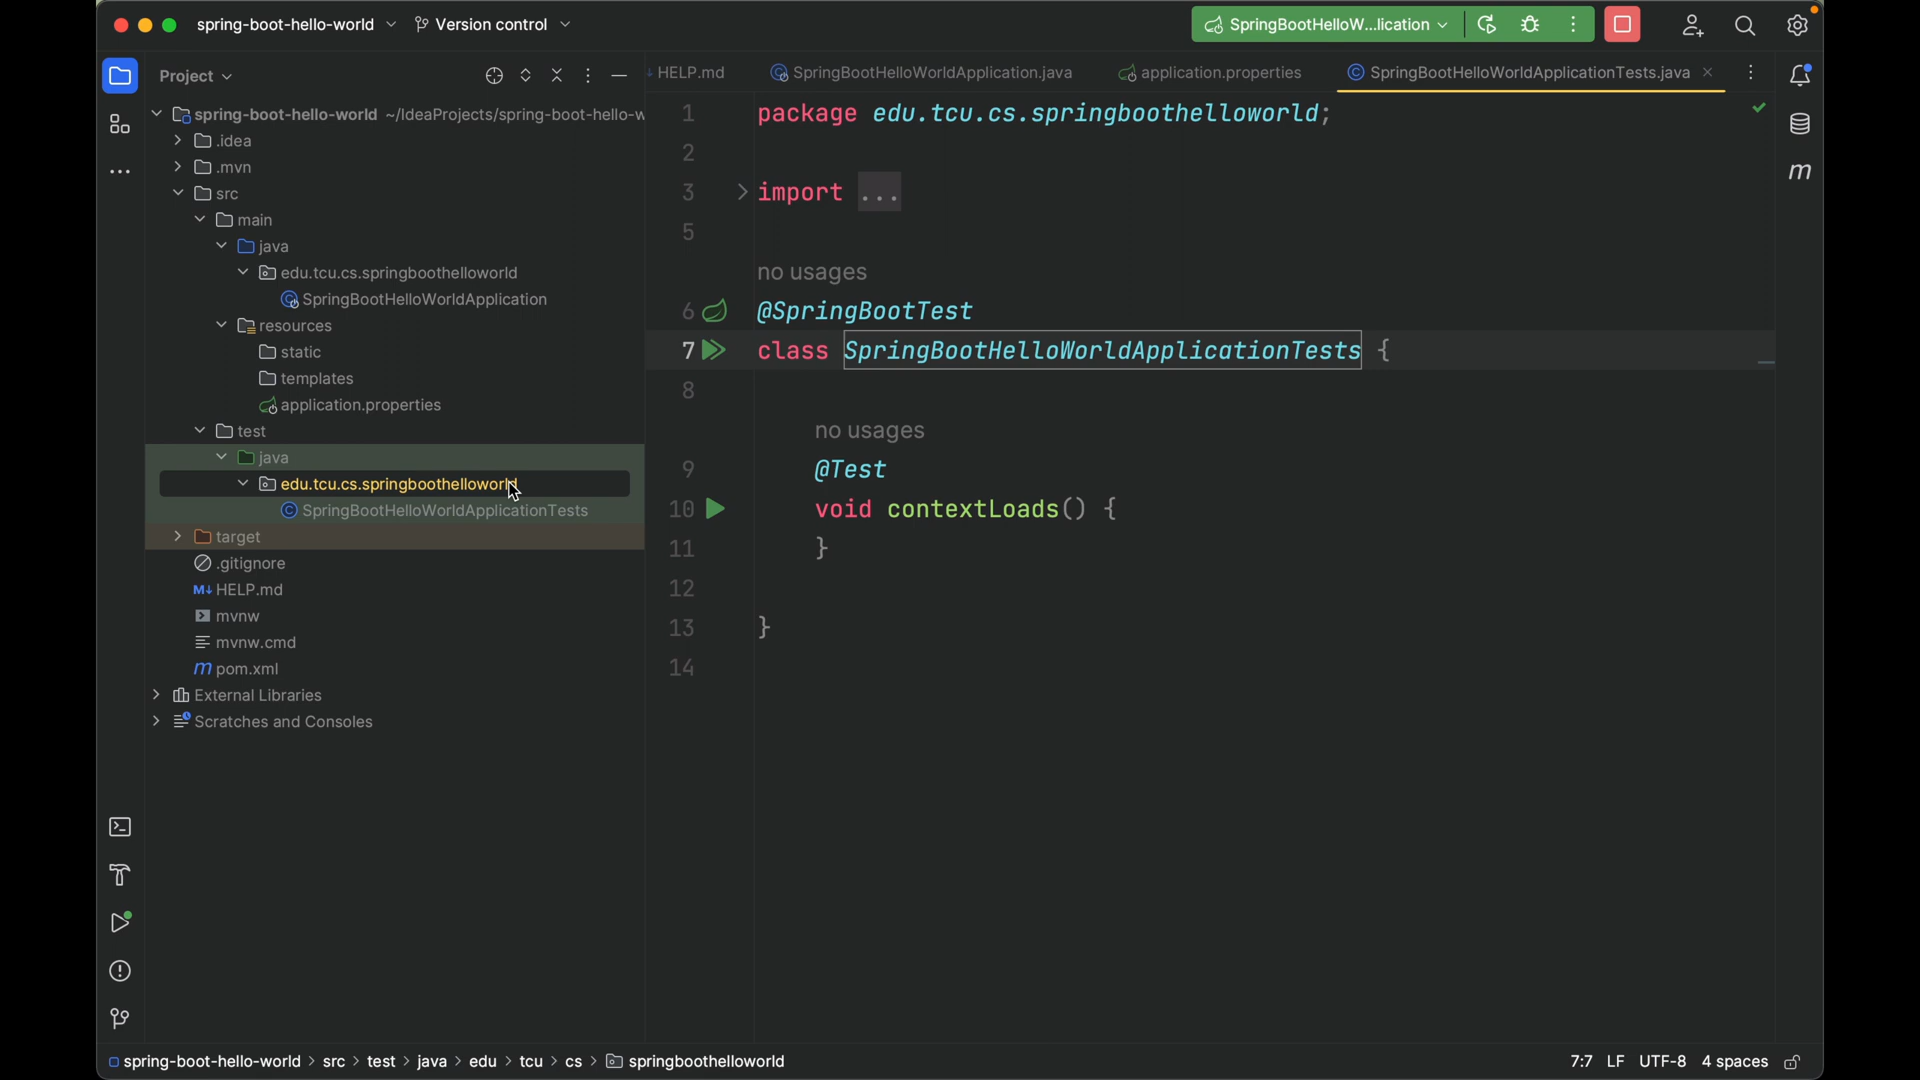 spring-boot-hello-world
Version control
SpringBootHelloW...lication
Project
HELP.md
SpringBootHelloWorldApplication.java
application.properties
SpringBootHelloWorldApplicationTests.java
spring-boot-hello-world ~/IdeaProjects/spring-boot-hello-w
.idea
.mvn
src
main
java
edu.tcu.cs.springboothelloworld
SpringBootHelloWorldApplication
resources
static
templates
application.properties
test
java
edu.tcu.cs.springboothelloworld
SpringBootHelloWorldApplicationTests
target
.gitignore
M↓ HELP.md
mvnw
mvnw.cmd
m pom.xml
External Libraries
Scratches and Consoles
1 package edu.tcu.cs.springboothelloworld;
2
3 import ...
5
no usages
6 @SpringBootTest
7 class SpringBootHelloWorldApplicationTests {
8
no usages
9 @Test
10 void contextLoads() {
11 }
12
13 }
14
m
spring-boot-hello-world > src > test > java > edu > tcu > cs > springboothelloworld
7:7 LF UTF-8 4 spaces